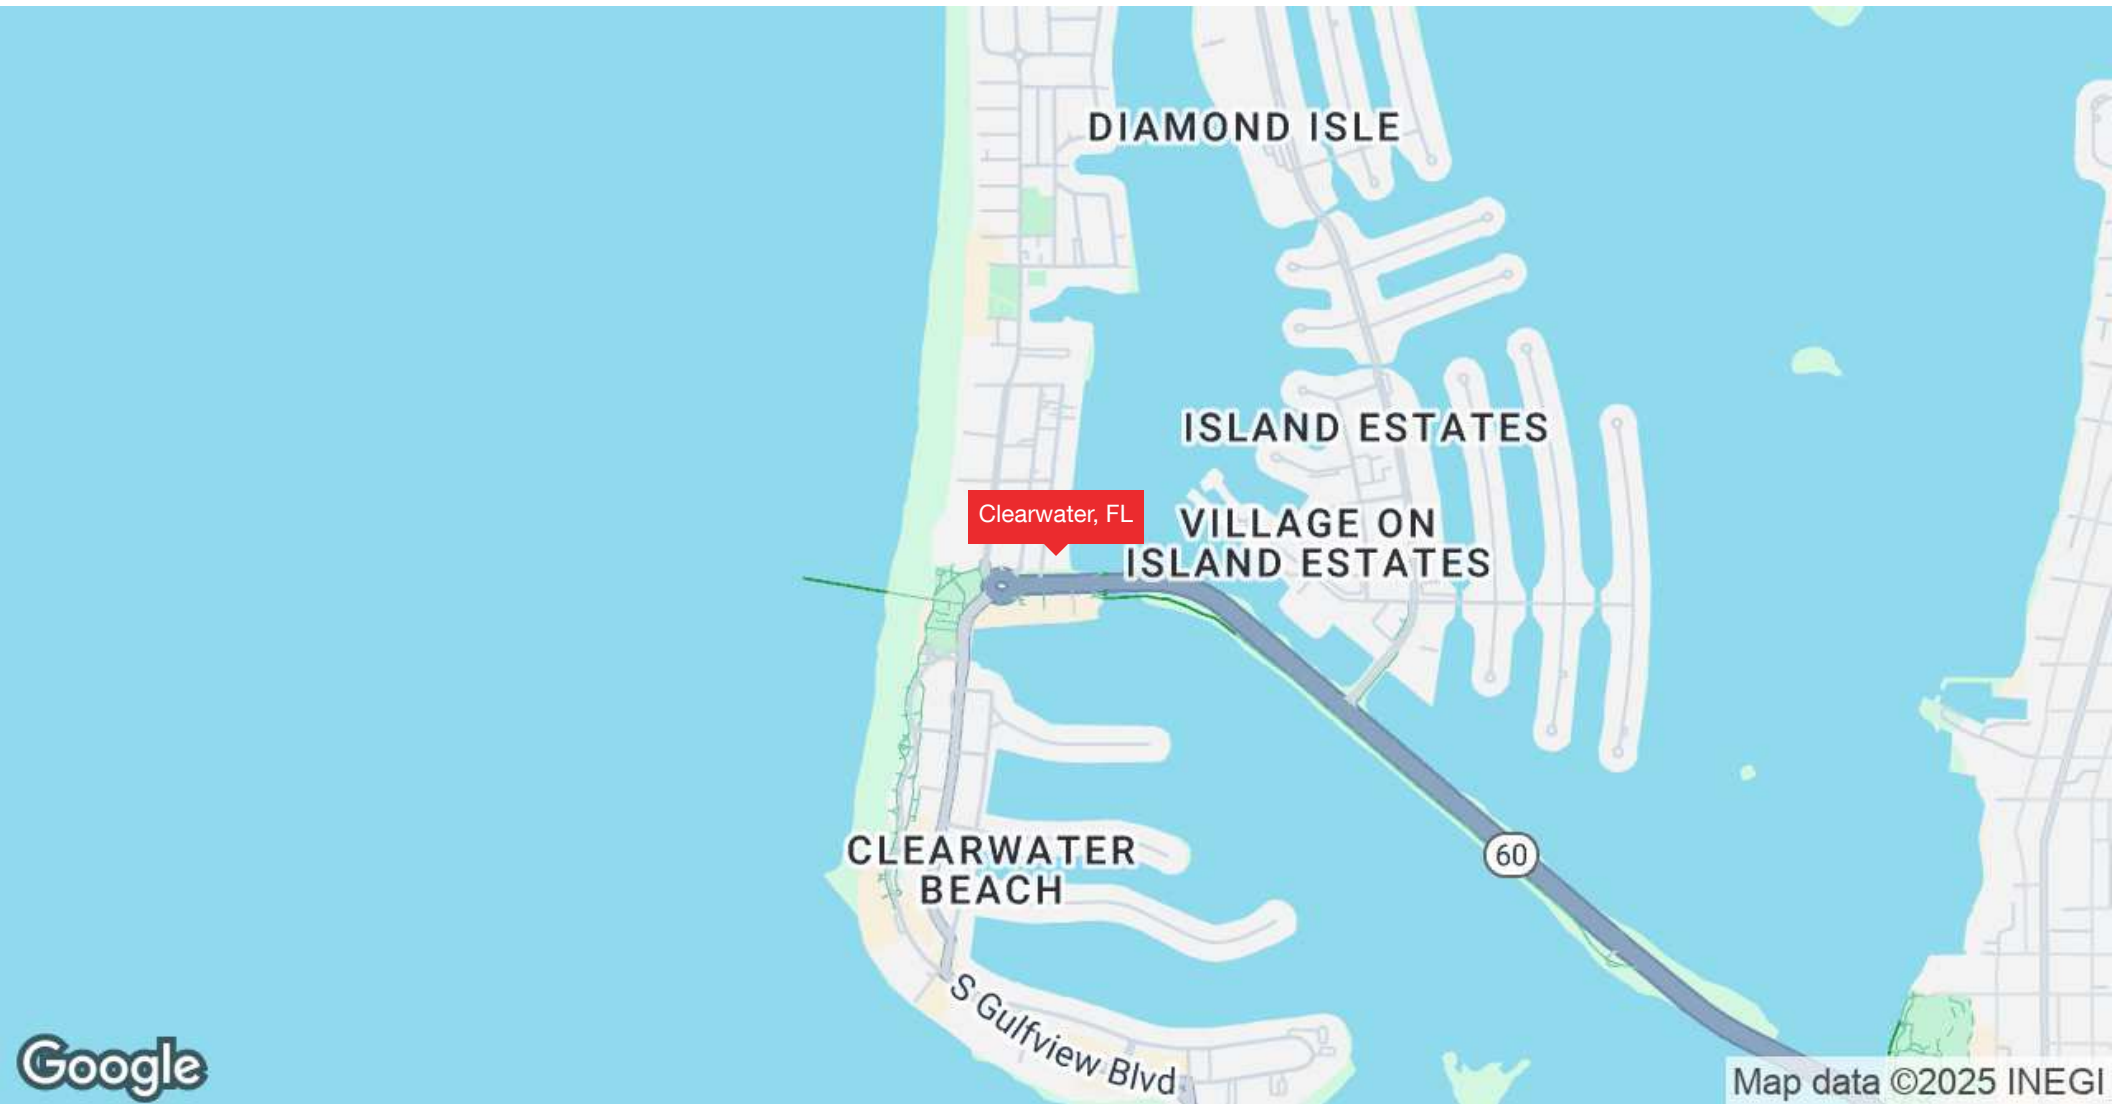 DIAMOND ISLE
ISLAND ESTATES
Clearwater, FL
VILLAGE ON
ISLAND ESTATES
CLEARWATER
BEACH
60
S Gulfview Blvd
Google
Map data ©2025 INEGI